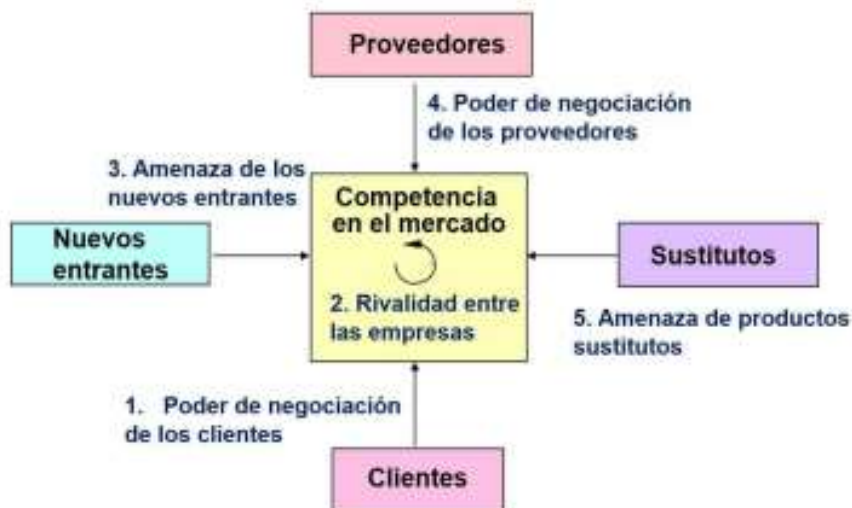 Proveedores
4. Poder de negociación
de los proveedores
3. Amenaza de los
nuevos entrantes
Competencia
en el mercado
Nuevos
entrantes
Sustitutos
2. Rivalidad entre
las empresas
5. Amenaza de productos
sustitutos
1. Poder de negociación
de los clientes
Clientes